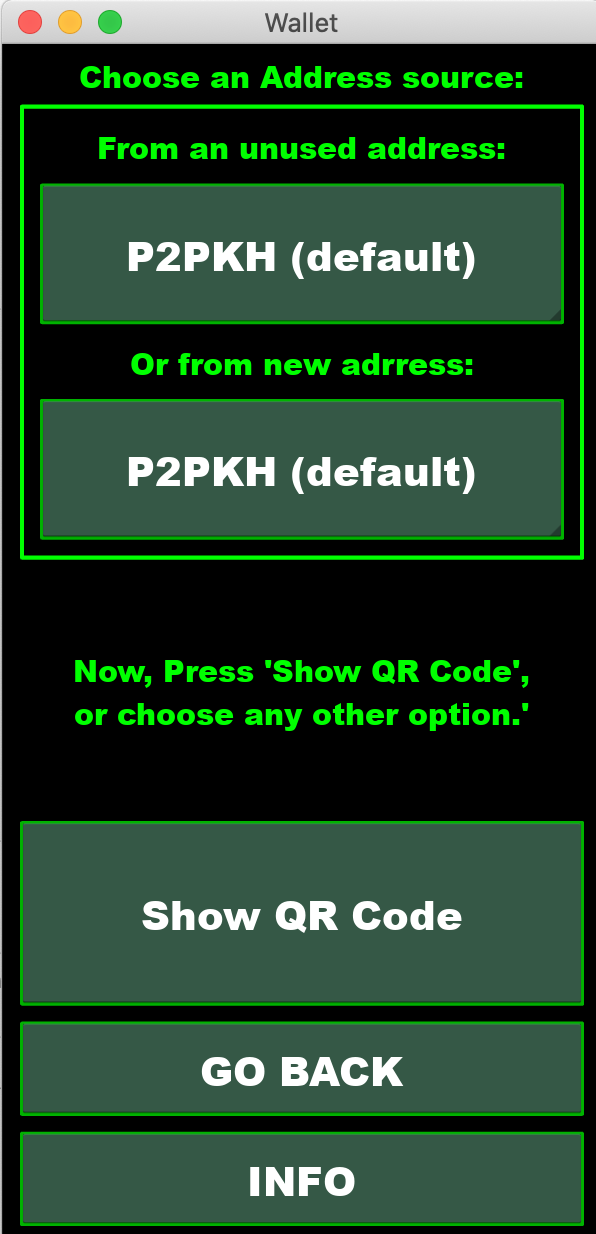 Wallet
Choose an Address source:
From an unused address:
P2PKH (default)
Or from new adrress:
P2PKH (default)
Now, Press 'Show QR Code',
or choose any other option.'
Show QR Code
GO BACK
INFO